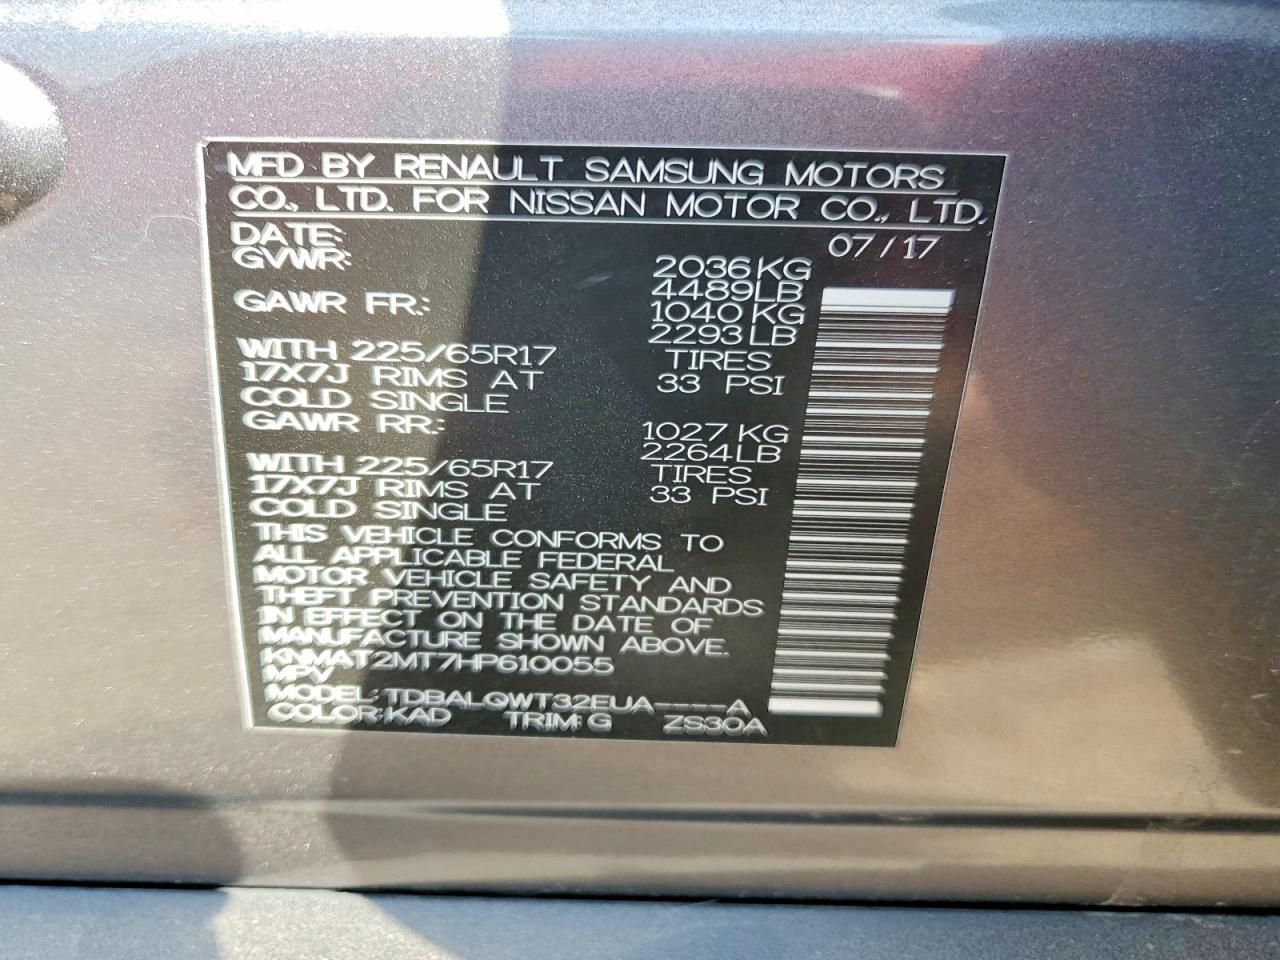 MFD BY RENAULT SAMSUNG MOTORS
CO., LTD. FOR NISSAN MOTOR CO., LTD.
DATE: 07/17
GVWR: 2036KG
4489LB
GAWR FR.: 1040 KG
2293LB
WITH 225/65R17 TIRES
17X7J RIMS AT 33 PSI
COLD SINGLE
GAWR RR.: 1027 KG
2264LB
WITH 225/65R17 TIRES
17X7J RIMS AT 33 PSI
COLD SINGLE
THIS VEHICLE CONFORMS TO
ALL APPLICABLE FEDERAL
MOTOR VEHICLE SAFETY AND
THEFT PREVENTION STANDARDS
IN EFFECT ON THE DATE OF
MANUFACTURE SHOWN ABOVE.
KNMAT2MT7HP610055
MPV
MODEL: TDBALQWT32EUA----A
COLOR: KAD TRIM: G ZS30A